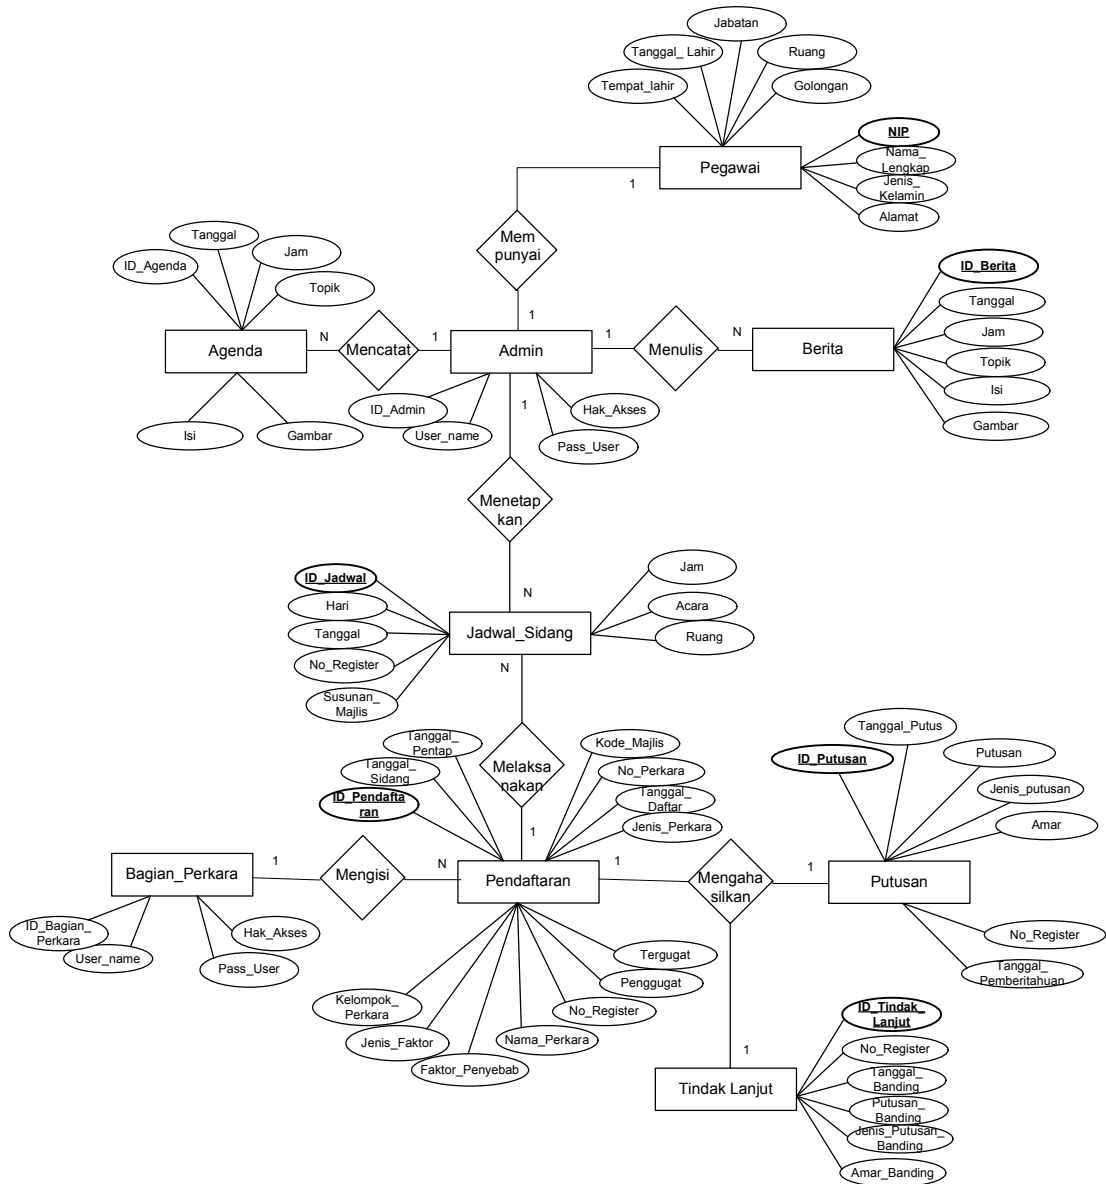 Jabatan
Tanggal_ Lahir
Ruang
Tempat_lahir
Golongan
NIP
Pegawai
Nama_
Lengkap
Jenis_
Kelamin
Alamat
1
Mem
punyai
1
Tanggal
ID_Agenda
Jam
Topik
Agenda
N
Mencatat
1
Admin
1
Menulis
N
Berita
ID_Berita
Tanggal
Jam
Topik
Isi
Gambar
Isi
Gambar
ID_Admin
User_name
1
Hak_Akses
Pass_User
Menetap
kan
N
ID_Jadwal
Hari
Tanggal
No_Register
Susunan_
Majlis
Jadwal_Sidang
Jam
Acara
Ruang
N
Melaksa
nakan
1
Tanggal_
Pentap
Tanggal_
Sidang
ID_Pendafta
ran
Kode_Majlis
No_Perkara
Tanggal_
Daftar
Jenis_Perkara
Tanggal_Putus
ID_Putusan
Putusan
Jenis_putusan
Amar
Bagian_Perkara
1
Mengisi
N
Pendaftaran
1
Mengaha
silkan
1
Putusan
ID_Bagian_
Perkara
User_name
Hak_Akses
Pass_User
No_Register
Tanggal_
Pemberitahuan
Tergugat
Penggugat
No_Register
Nama_Perkara
Faktor_Penyebab
Jenis_Faktor
Kelompok_
Perkara
1
Tindak Lanjut
ID_Tindak_
Lanjut
No_Register
Tanggal_
Banding
Putusan_
Banding
Jenis_Putusan_
Banding
Amar_Banding